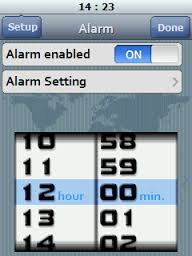 14 : 23
Setup Alarm Done
Alarm enabled ON
Alarm Setting
10 58
11 59
12 hour 00 min.
13 01
14 02